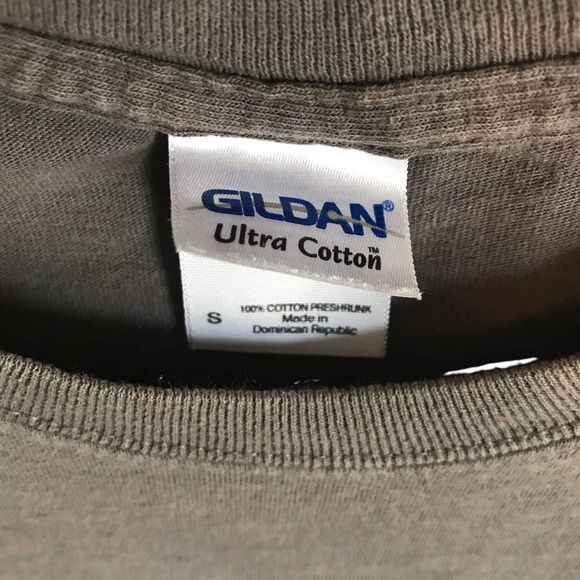 GILDAN®
Ultra Cotton™
S
100% COTTON PRESHRUNK
Made in
Dominican Republic